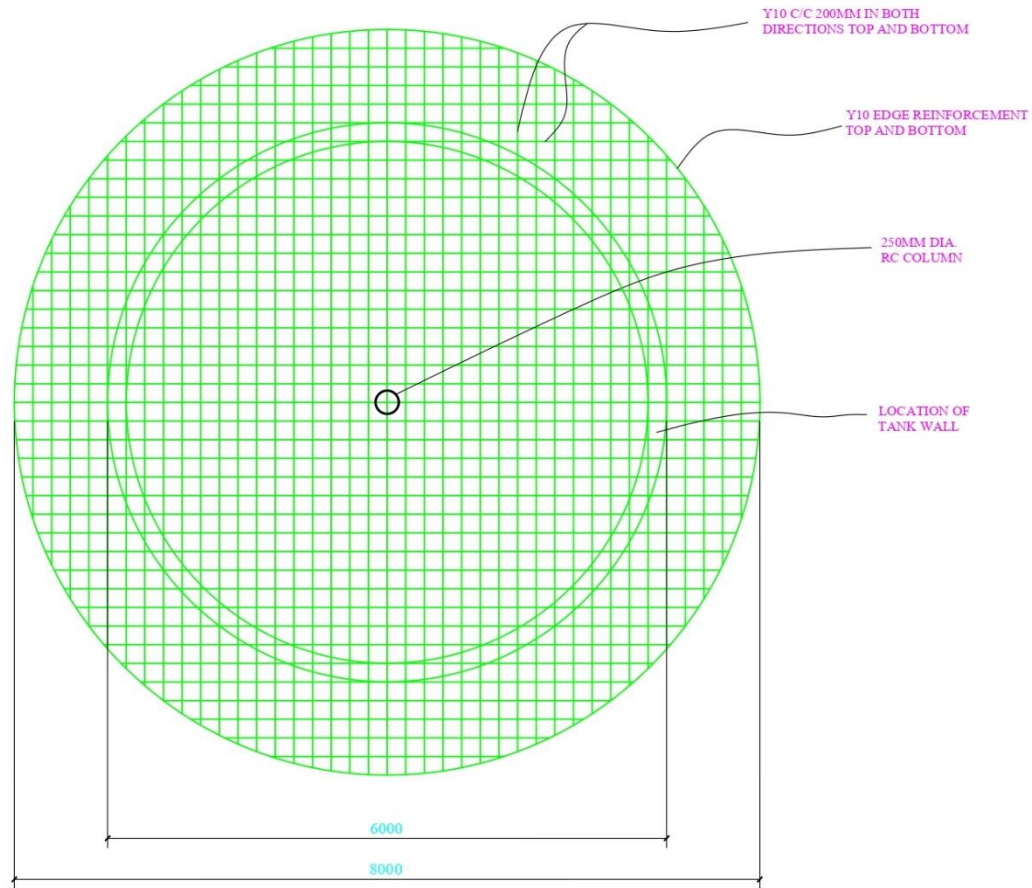 Y10 C/C 200MM IN BOTH
DIRECTIONS TOP AND BOTTOM
Y10 EDGE REINFORCEMENT
TOP AND BOTTOM
250MM DIA.
RC COLUMN
LOCATION OF
TANK WALL
6000
8000